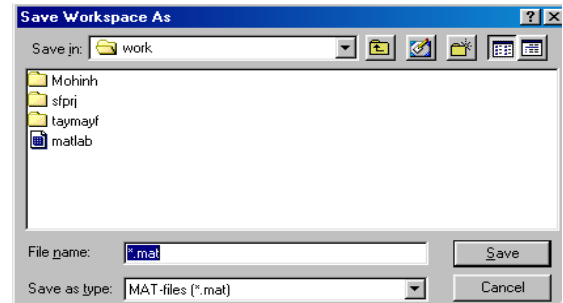 Save Workspace As
Save in: work
Mohinh
sfprj
taymayf
matlab
File name: *.mat Save
Save as type: MAT-files (*.mat) Cancel